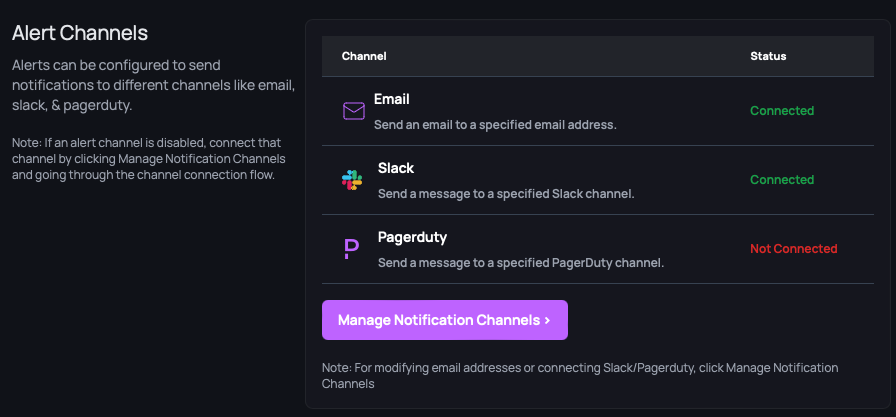 Alert Channels
Alerts can be configured to send
notifications to different channels like email,
slack, & pagerduty.
Note: If an alert channel is disabled, connect that
channel by clicking Manage Notification Channels
and going through the channel connection flow.
Channel Status
Email
Send an email to a specified email address.
Connected
Slack
Send a message to a specified Slack channel.
Connected
Pagerduty
Send a message to a specified PagerDuty channel.
Not Connected
Manage Notification Channels >
Note: For modifying email addresses or connecting Slack/Pagerduty, click Manage Notification
Channels